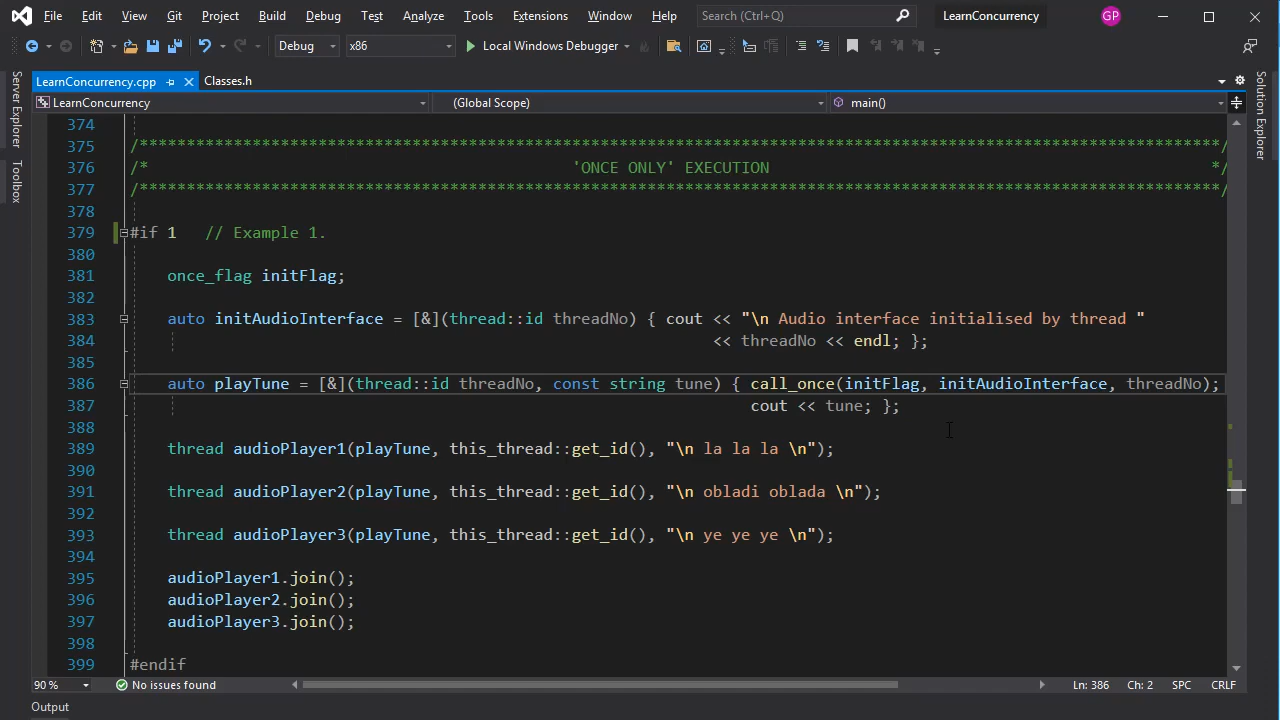 File Edit View Git Project Build Debug Test Analyze Tools Extensions Window Help Search (Ctrl+Q) LearnConcurrency GP
Debug x86 Local Windows Debugger
LearnConcurrency.cpp Classes.h
LearnConcurrency (Global Scope) main()
Server Explorer
Toolbox
Solution Explorer
374
375 /*******************************************************************************************************************/
376 /* 'ONCE ONLY' EXECUTION */
377 /*******************************************************************************************************************/
378
379 #if 1 // Example 1.
380
381 once_flag initFlag;
382
383 auto initAudioInterface = [&](thread::id threadNo) { cout << "\n Audio interface initialised by thread "
384 << threadNo << endl; };
385
386 auto playTune = [&](thread::id threadNo, const string tune) { call_once(initFlag, initAudioInterface, threadNo);
387 cout << tune; };
388
389 thread audioPlayer1(playTune, this_thread::get_id(), "\n la la la \n");
390
391 thread audioPlayer2(playTune, this_thread::get_id(), "\n obladi oblada \n");
392
393 thread audioPlayer3(playTune, this_thread::get_id(), "\n ye ye ye \n");
394
395 audioPlayer1.join();
396 audioPlayer2.join();
397 audioPlayer3.join();
398
399 #endif
90 % No issues found Ln: 386 Ch: 2 SPC CRLF
Output